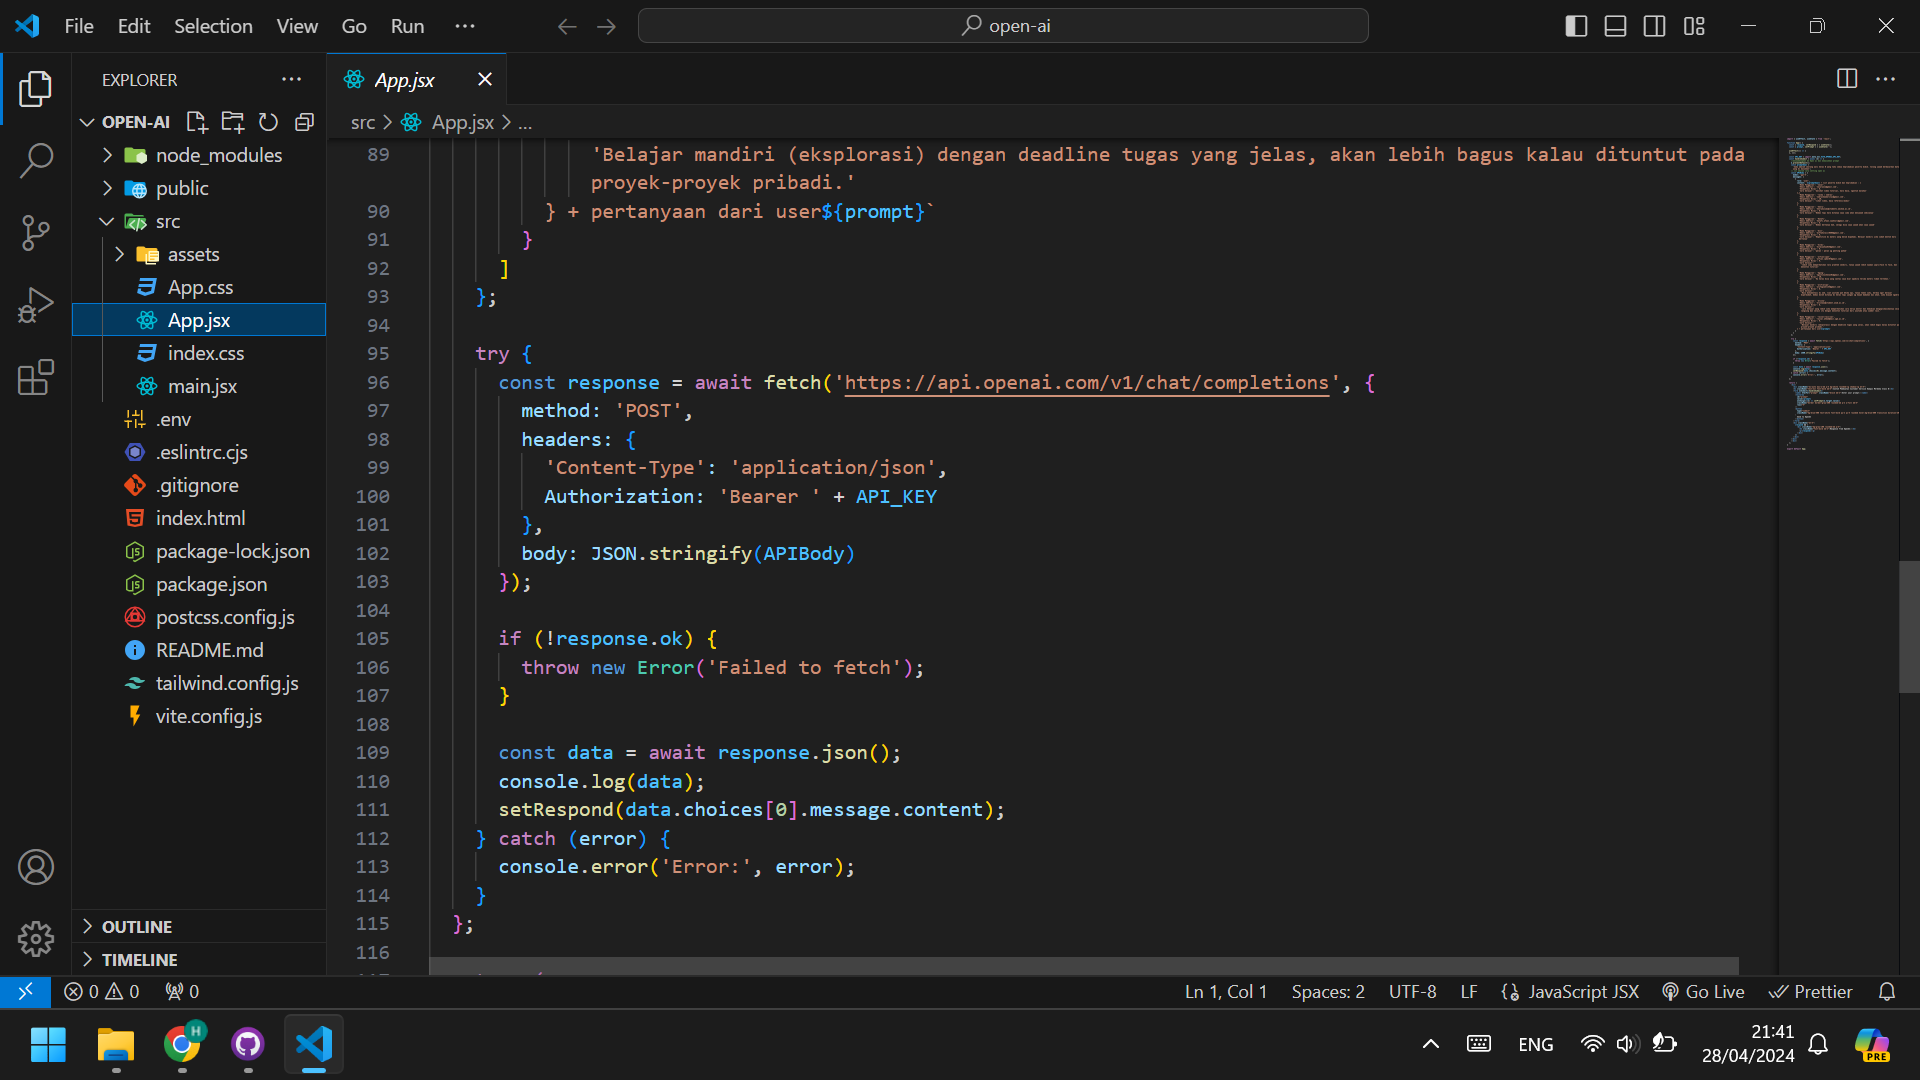 File Edit Selection View Go Run ...
open-ai
EXPLORER
OPEN-AI
node_modules
public
src
assets
App.css
App.jsx
index.css
main.jsx
.env
.eslintrc.cjs
.gitignore
index.html
package-lock.json
package.json
postcss.config.js
README.md
tailwind.config.js
vite.config.js
OUTLINE
TIMELINE
App.jsx
src > App.jsx > ...
89 'Belajar mandiri (eksplorasi) dengan deadline tugas yang jelas, akan lebih bagus kalau dituntut pada
proyek-proyek pribadi.'
90 } + pertanyaan dari user${prompt}`
91 }
92 ]
93 };
94
95 try {
96 const response = await fetch('https://api.openai.com/v1/chat/completions', {
97 method: 'POST',
98 headers: {
99 'Content-Type': 'application/json',
100 Authorization: 'Bearer ' + API_KEY
101 },
102 body: JSON.stringify(APIBody)
103 });
104
105 if (!response.ok) {
106 throw new Error('Failed to fetch');
107 }
108
109 const data = await response.json();
110 console.log(data);
111 setRespond(data.choices[0].message.content);
112 } catch (error) {
113 console.error('Error:', error);
114 }
115 };
116
0 0 0
Ln 1, Col 1 Spaces: 2 UTF-8 LF JavaScript JSX Go Live Prettier
H
ENG
21:41
28/04/2024
PRE